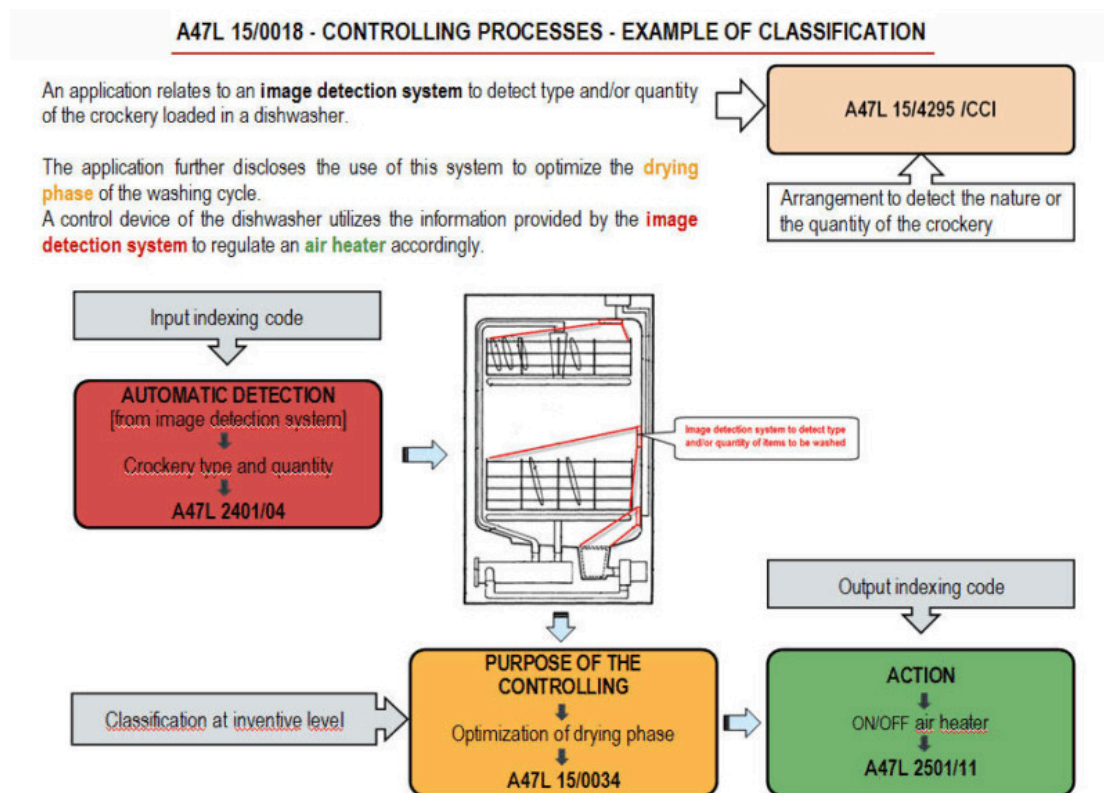 A47L 15/0018 - CONTROLLING PROCESSES - EXAMPLE OF CLASSIFICATION
An application relates to an image detection system to detect type and/or quantity
of the crockery loaded in a dishwasher.
A47L 15/4295 /CCI
The application further discloses the use of this system to optimize the drying
phase of the washing cycle.
A control device of the dishwasher utilizes the information provided by the image
detection system to regulate an air heater accordingly.
Arrangement to detect the nature or
the quantity of the crockery
Input indexing code
AUTOMATIC DETECTION
[from image detection system]
Crockery type and quantity
A47L 2401/04
Image detection system to detect type
and/or quantity of items to be washed
Output indexing code
Classification at inventive level
PURPOSE OF THE
CONTROLLING
Optimization of drying phase
A47L 15/0034
ACTION
ON/OFF air heater
A47L 2501/11